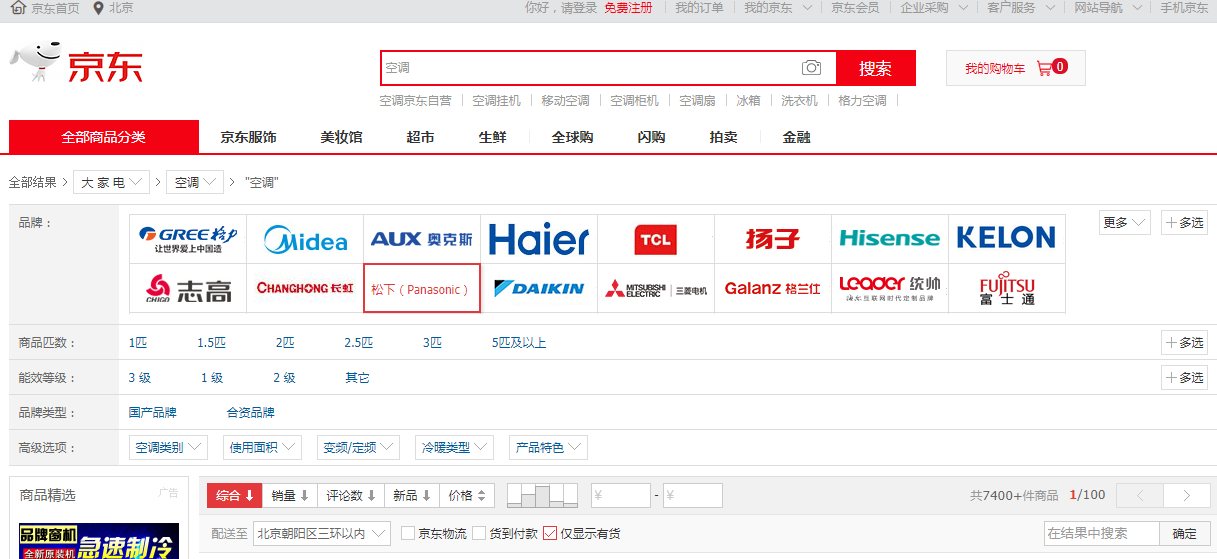 京东首页 北京 你好，请登录 免费注册 我的订单 我的京东 京东会员 企业采购 客户服务 网站导航 手机京东
京东
空调 搜索 我的购物车 0
空调京东自营 空调挂机 移动空调 空调柜机 空调扇 冰箱 洗衣机 格力空调
全部商品分类 京东服饰 美妆馆 超市 生鲜 全球购 闪购 拍卖 金融
全部结果 > 大家电 > 空调 > "空调"
品牌： GREE格力 让世界爱上中国造 Midea AUX 奥克斯 Haier TCL 扬子 Hisense KELON 更多 +多选
CHIGO 志高 CHANGHONG 长虹 松下（Panasonic） DAIKIN MITSUBISHI ELECTRIC 三菱电机 Galanz 格兰仕 Leader 统帅 海尔互联网时代定制品牌 FUJITSU 富士通
商品匹数： 1匹 1.5匹 2匹 2.5匹 3匹 5匹及以上 +多选
能效等级： 3 级 1 级 2 级 其它 +多选
品牌类型： 国产品牌 合资品牌
高级选项： 空调类别 使用面积 变频/定频 冷暖类型 产品特色
商品精选 广告 综合 销量 评论数 新品 价格 ¥ - ¥ 共7400+件商品 1/100 < >
品牌窗机 全新原装机 急速制冷 配送至 北京朝阳区三环以内 京东物流 货到付款 仅显示有货 在结果中搜索 确定